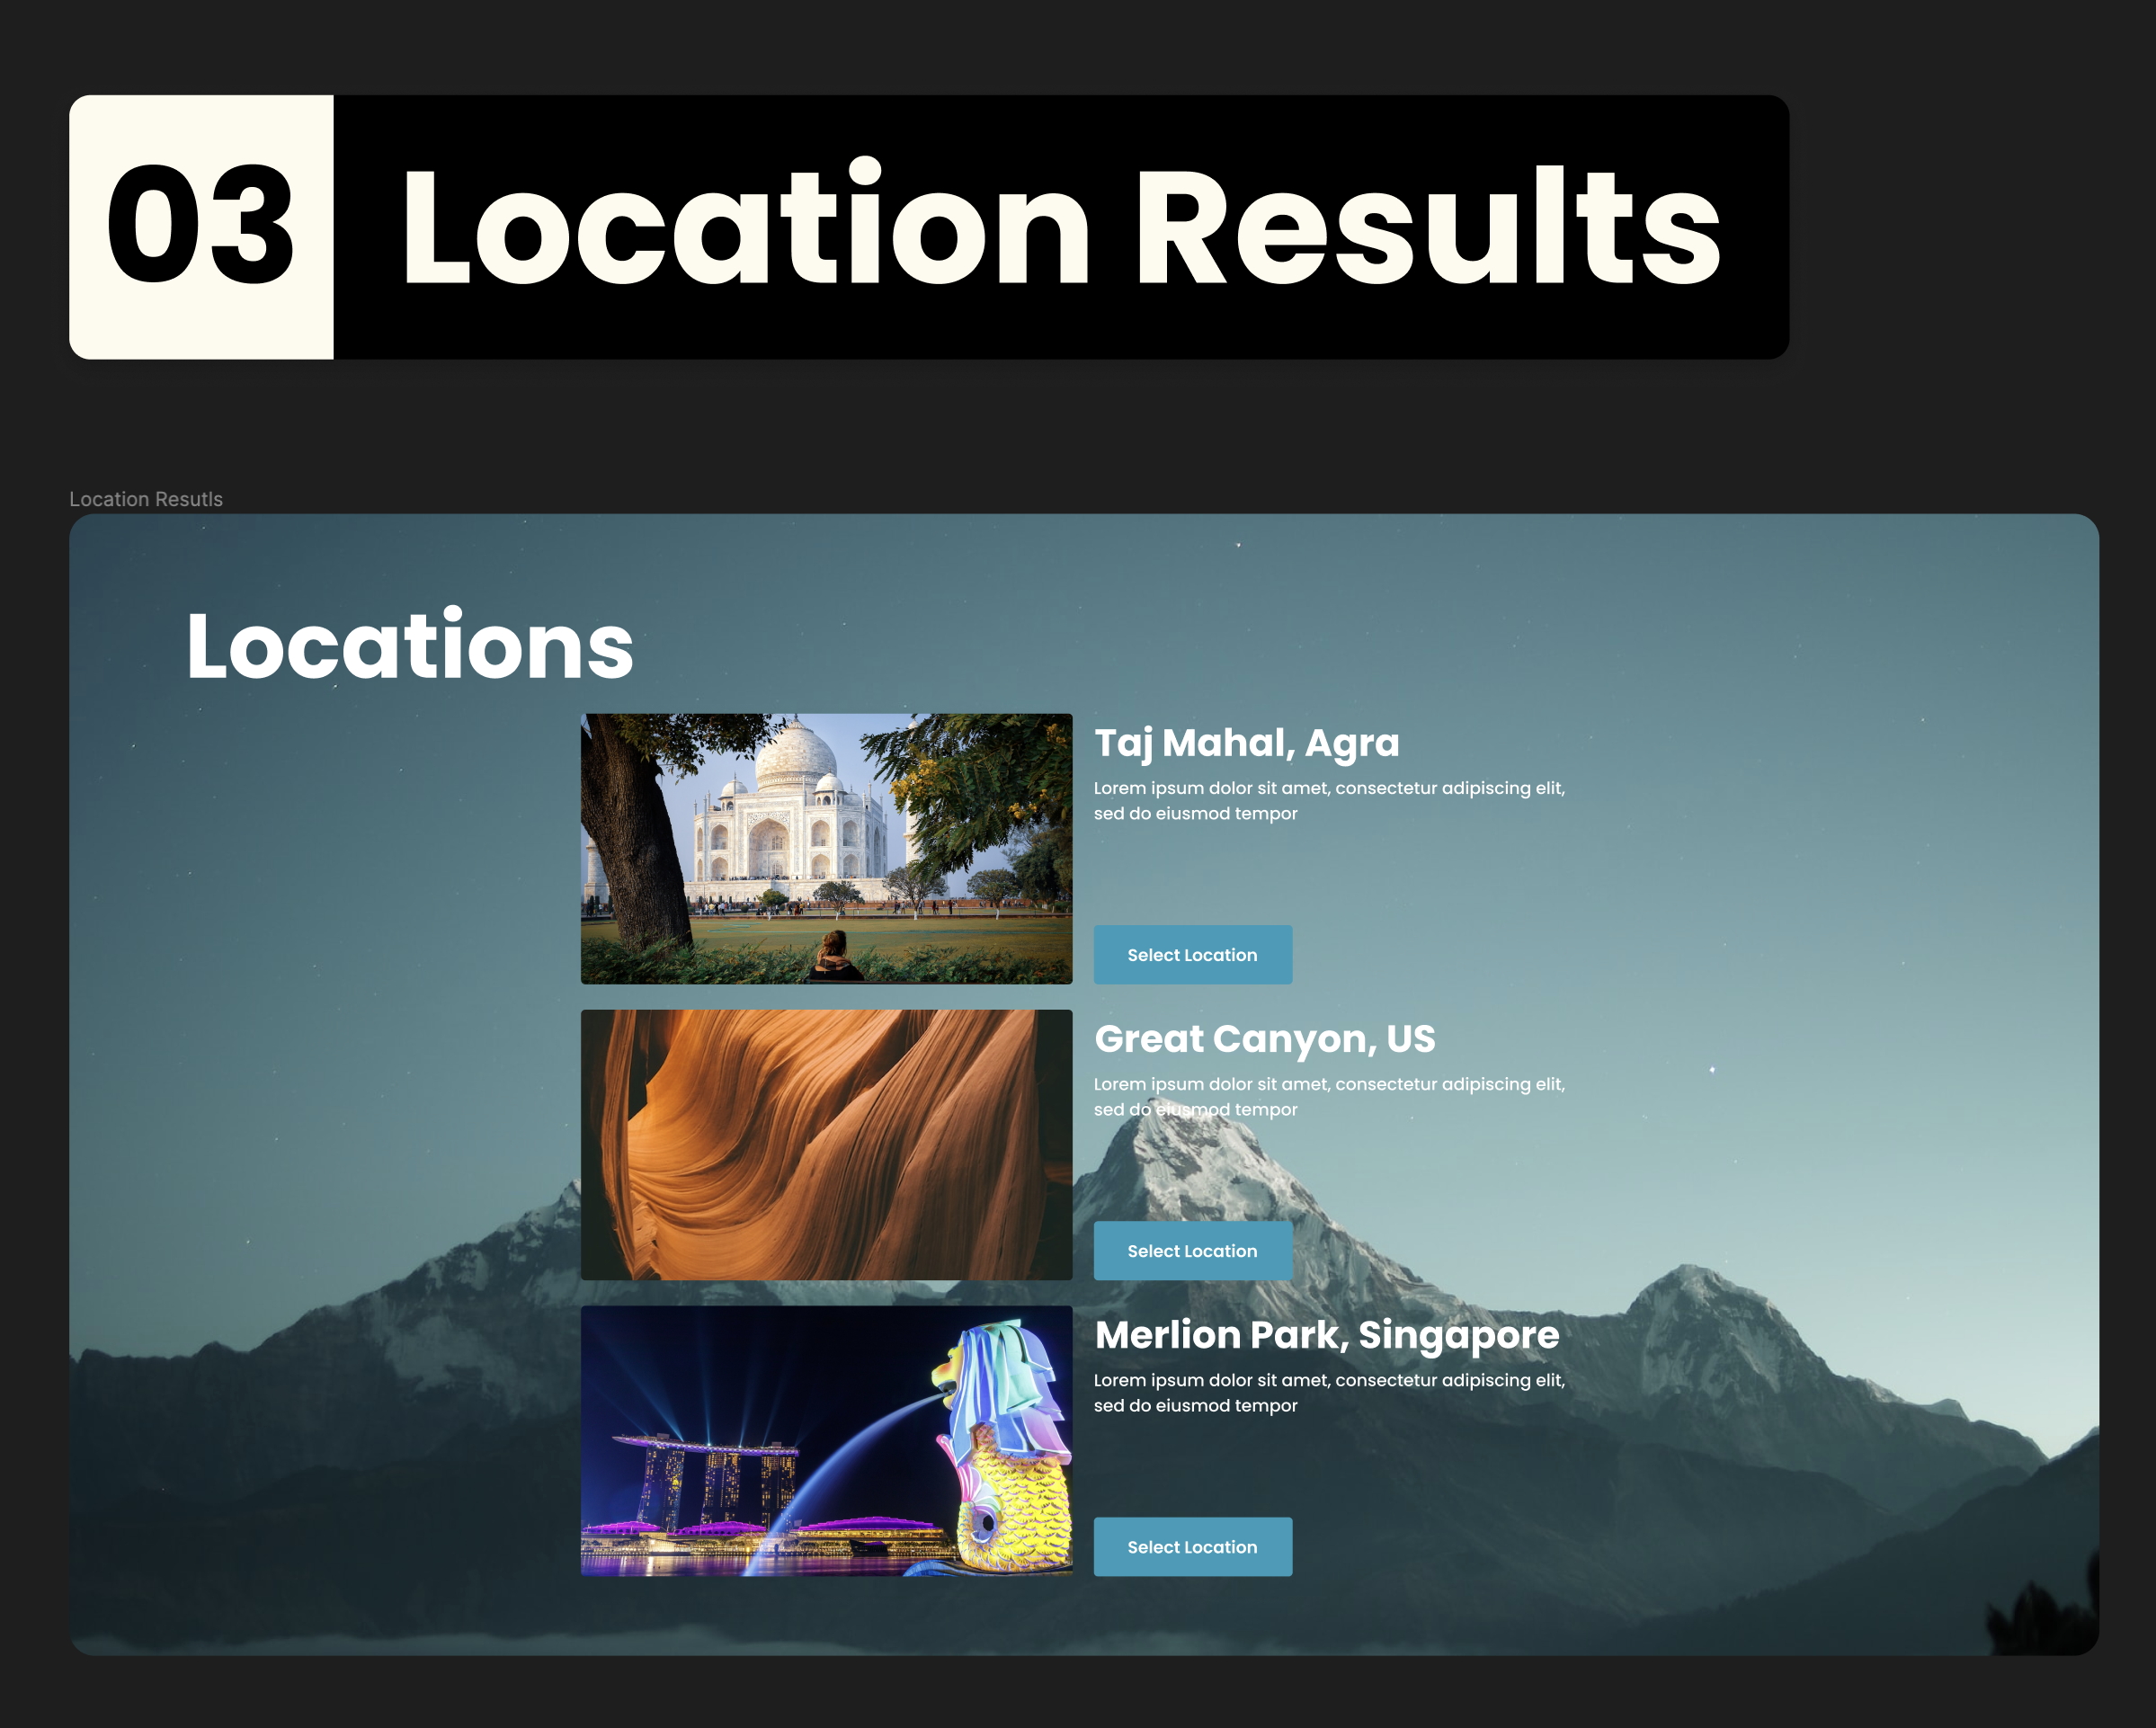 03 Location Results
Location Resutls
Locations
Taj Mahal, Agra
Lorem ipsum dolor sit amet, consectetur adipiscing elit,
sed do eiusmod tempor
Select Location
Great Canyon, US
Lorem ipsum dolor sit amet, consectetur adipiscing elit,
sed do eiusmod tempor
Select Location
Merlion Park, Singapore
Lorem ipsum dolor sit amet, consectetur adipiscing elit,
sed do eiusmod tempor
Select Location